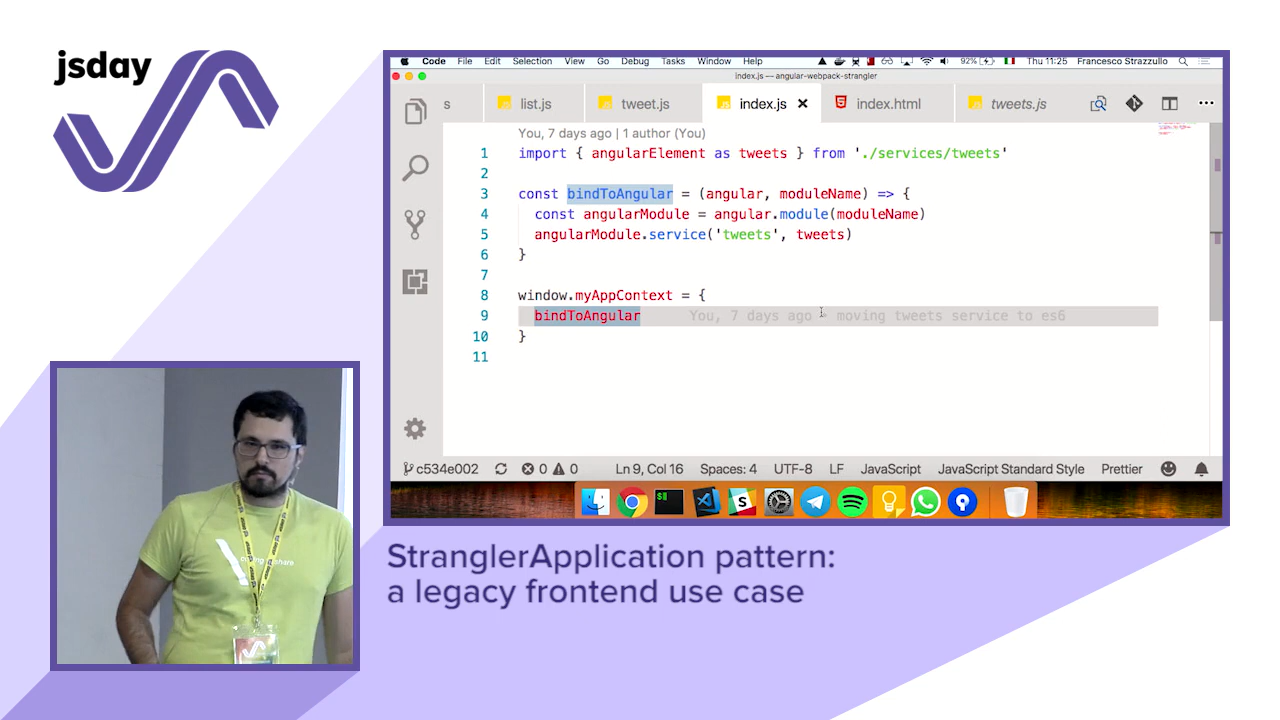 jsday
Code File Edit Selection View Go Debug Tasks Window Help 92% Thu 11:25 Francesco Strazzullo
index.js — angular-webpack-strangler
s list.js tweet.js index.js index.html tweets.js
You, 7 days ago | 1 author (You)
1 import { angularElement as tweets } from './services/tweets'
2
3 const bindToAngular = (angular, moduleName) => {
4 const angularModule = angular.module(moduleName)
5 angularModule.service('tweets', tweets)
6 }
7
8 window.myAppContext = {
9 bindToAngular You, 7 days ago • moving tweets service to es6
10 }
11
c534e002 0 0 Ln 9, Col 16 Spaces: 4 UTF-8 LF JavaScript JavaScript Standard Style Prettier
StranglerApplication pattern:
a legacy frontend use case